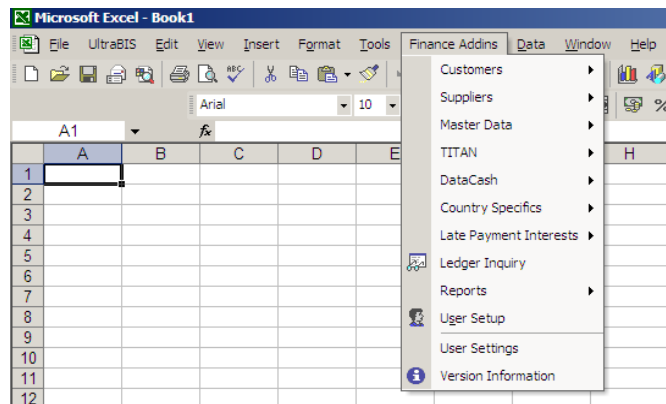 Microsoft Excel - Book1
File UltraBIS Edit View Insert Format Tools Finance Addins Data Window Help
ABC
Arial 10 %
A1 fx
A B C D E H
Customers
Suppliers
Master Data
TITAN
DataCash
Country Specifics
Late Payment Interests
Ledger Inquiry
Reports
User Setup
User Settings
Version Information
1
2
3
4
5
6
7
8
9
10
11
12